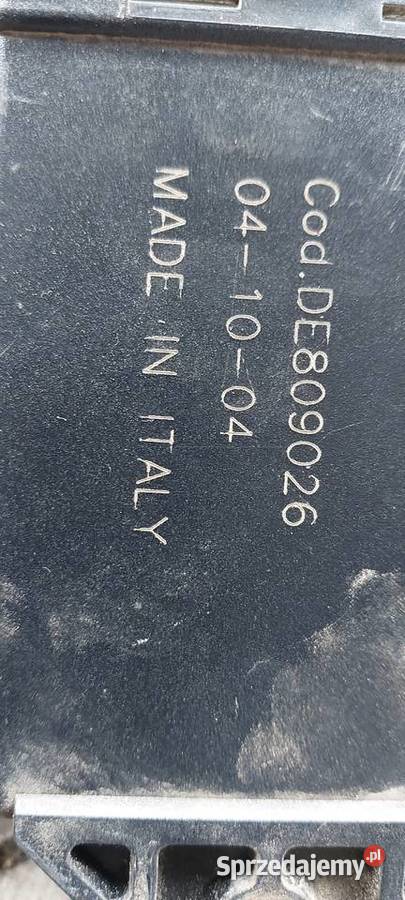 Cod.DE809026
04-10-04
MADE IN ITALY
Sprzedajemy.pl